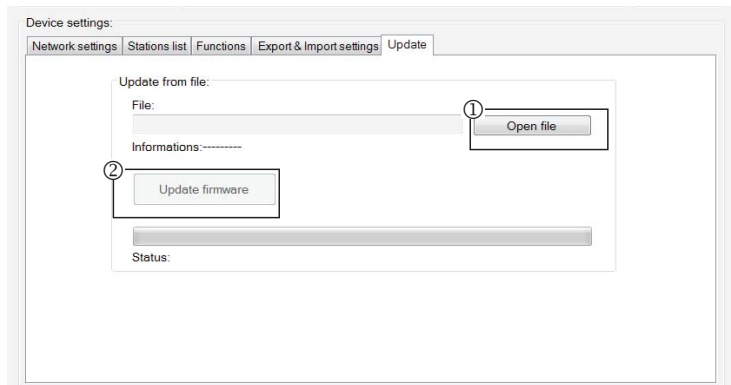 Device settings:
Network settings Stations list Functions Export & Import settings Update
Update from file:
File:
①
Open file
Informations:---------
②
Update firmware
Status: